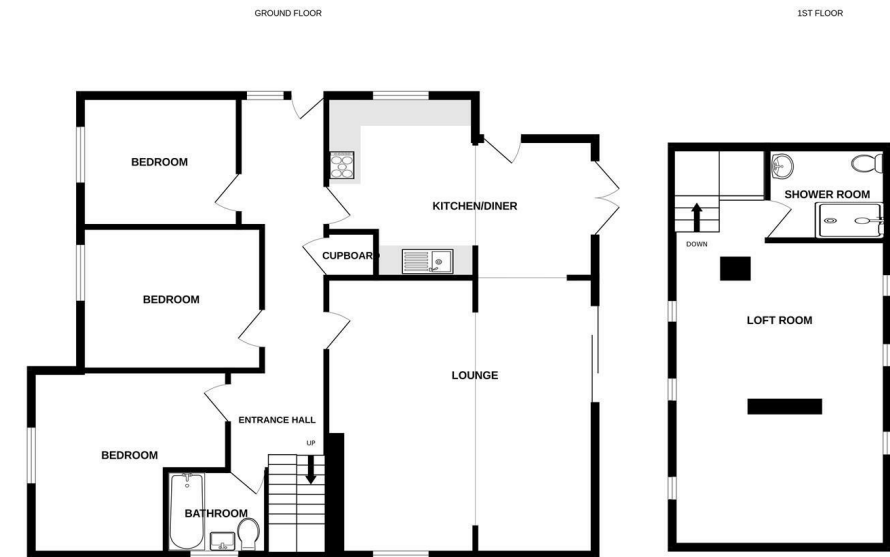 GROUND FLOOR
1ST FLOOR
BEDROOM
KITCHEN/DINER
CUPBOARD
BEDROOM
LOUNGE
ENTRANCE HALL
UP
BEDROOM
BATHROOM
SHOWER ROOM
DOWN
LOFT ROOM